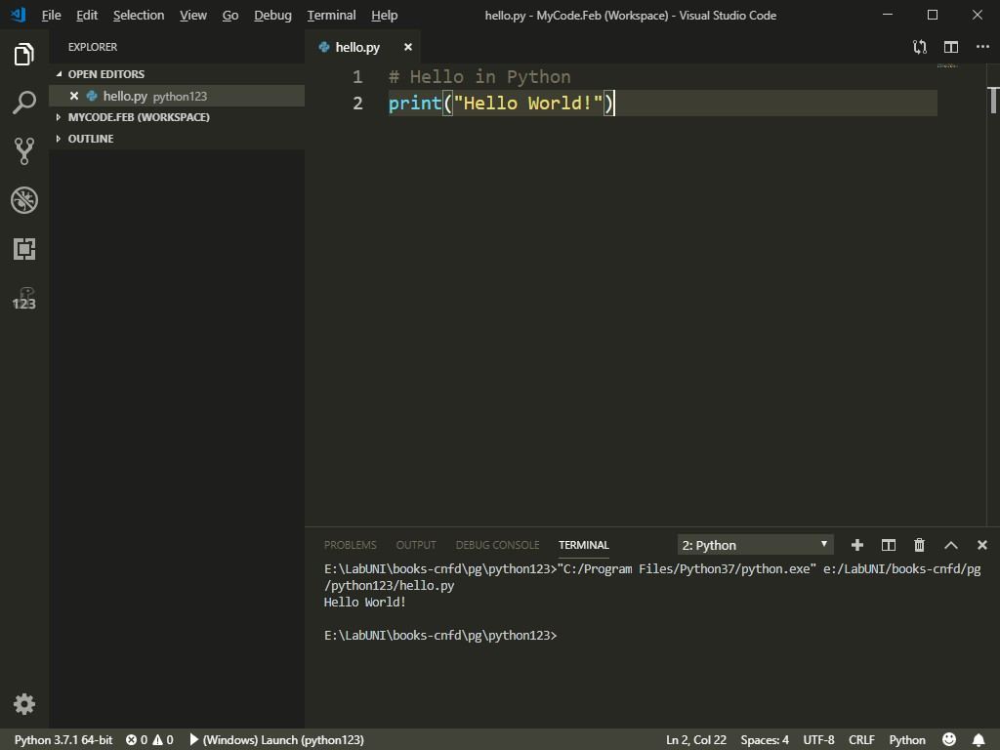 File Edit Selection View Go Debug Terminal Help hello.py - MyCode.Feb (Workspace) - Visual Studio Code
EXPLORER
OPEN EDITORS
hello.py python123
MYCODE.FEB (WORKSPACE)
OUTLINE
123
hello.py
1 # Hello in Python
2 print("Hello World!")
PROBLEMS OUTPUT DEBUG CONSOLE TERMINAL 2: Python
E:\LabUNI\books-cnfd\pg\python123>"C:/Program Files/Python37/python.exe" e:/LabUNI/books-cnfd/pg
/python123/hello.py
Hello World!
E:\LabUNI\books-cnfd\pg\python123>
Python 3.7.1 64-bit 0 0 (Windows) Launch (python123) Ln 2, Col 22 Spaces: 4 UTF-8 CRLF Python